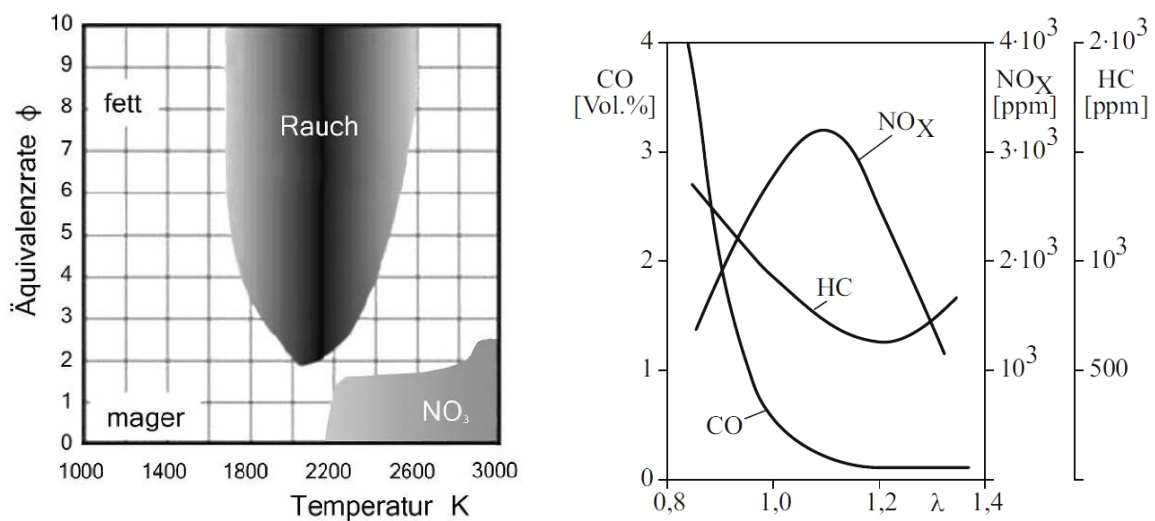 10
9
8
7
6
5
4
3
2
1
0
Äquivalenzrate ϕ
fett
Rauch
mager
NO₃
1000 1400 1800 2200 2600 3000
Temperatur K
4
CO
[Vol.%]
3
2
1
0
NOX
HC
CO
0,8 1,0 1,2 λ 1,4
4·10³
NOX
[ppm]
3·10³
2·10³
10³
2·10³
HC
[ppm]
10³
500